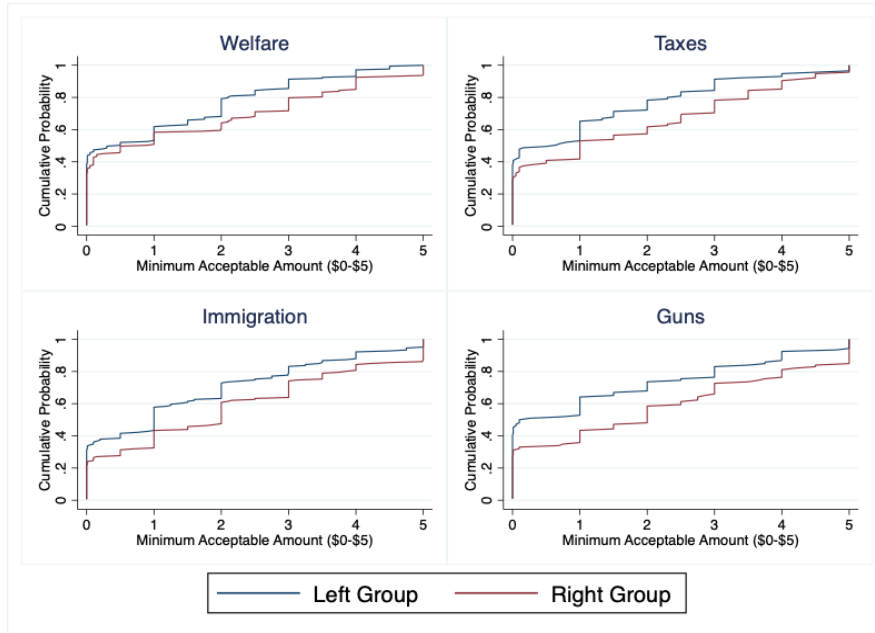 Welfare
Cumulative Probability
0 .2 .4 .6 .8 1
0 1 2 3 4 5
Minimum Acceptable Amount ($0-$5)
Taxes
Cumulative Probability
0 .2 .4 .6 .8 1
0 1 2 3 4 5
Minimum Acceptable Amount ($0-$5)
Immigration
Cumulative Probability
0 .2 .4 .6 .8 1
0 1 2 3 4 5
Minimum Acceptable Amount ($0-$5)
Guns
Cumulative Probability
0 .2 .4 .6 .8 1
0 1 2 3 4 5
Minimum Acceptable Amount ($0-$5)
Left Group Right Group